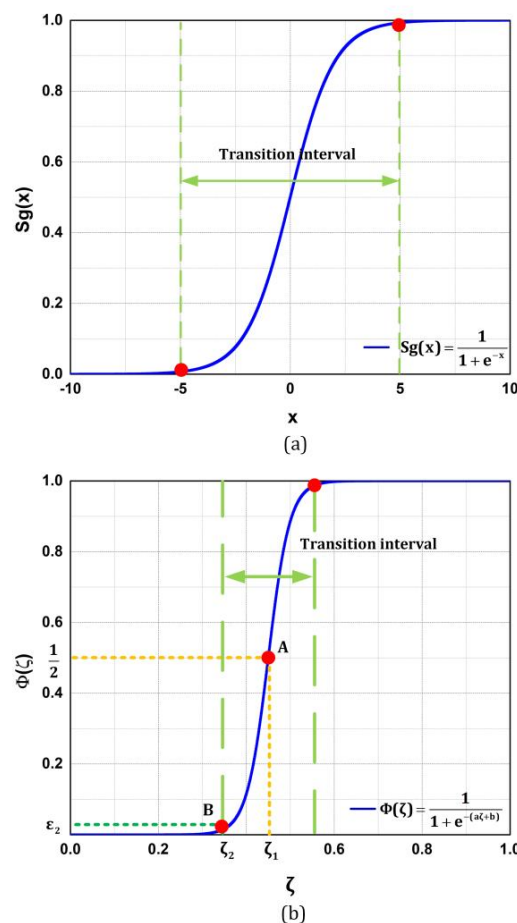 1.0
0.8
0.6
0.4
0.2
0.0
Sg(x)
Transition interval
Sg(x) = 1 / (1 + e^{-x})
-10 -5 0 5 10
x
(a)
1.0
0.8
1/2
0.4
0.2
ε₂
Φ(ζ)
Transition interval
A
B
Φ(ζ) = 1 / (1 + e^{-(aζ+b)})
0.0 0.2 ζ₂ ζ₁ 0.6 0.8 1.0
ζ
(b)